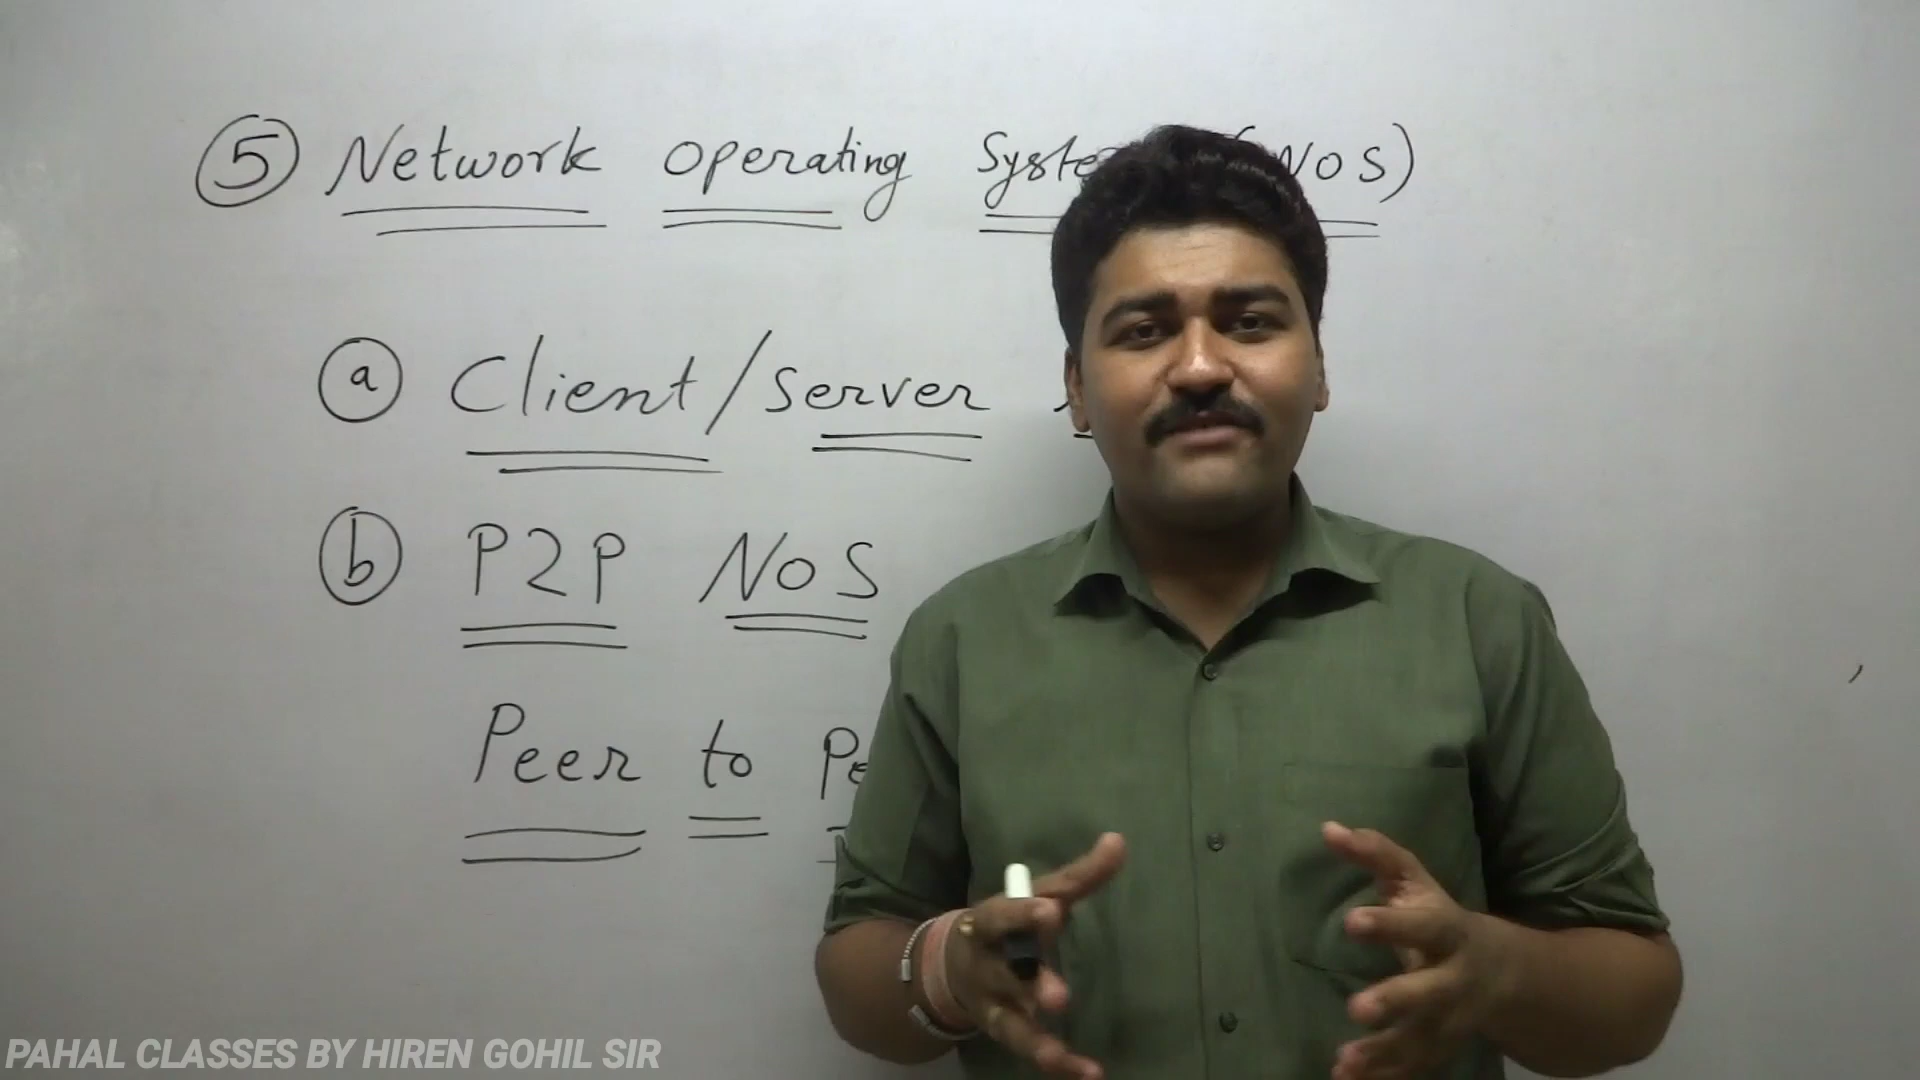 5 Network Operating Syste (NOS)
a Client/Server
b P2P NOS
Peer to Pe
PAHAL CLASSES BY HIREN GOHIL SIR